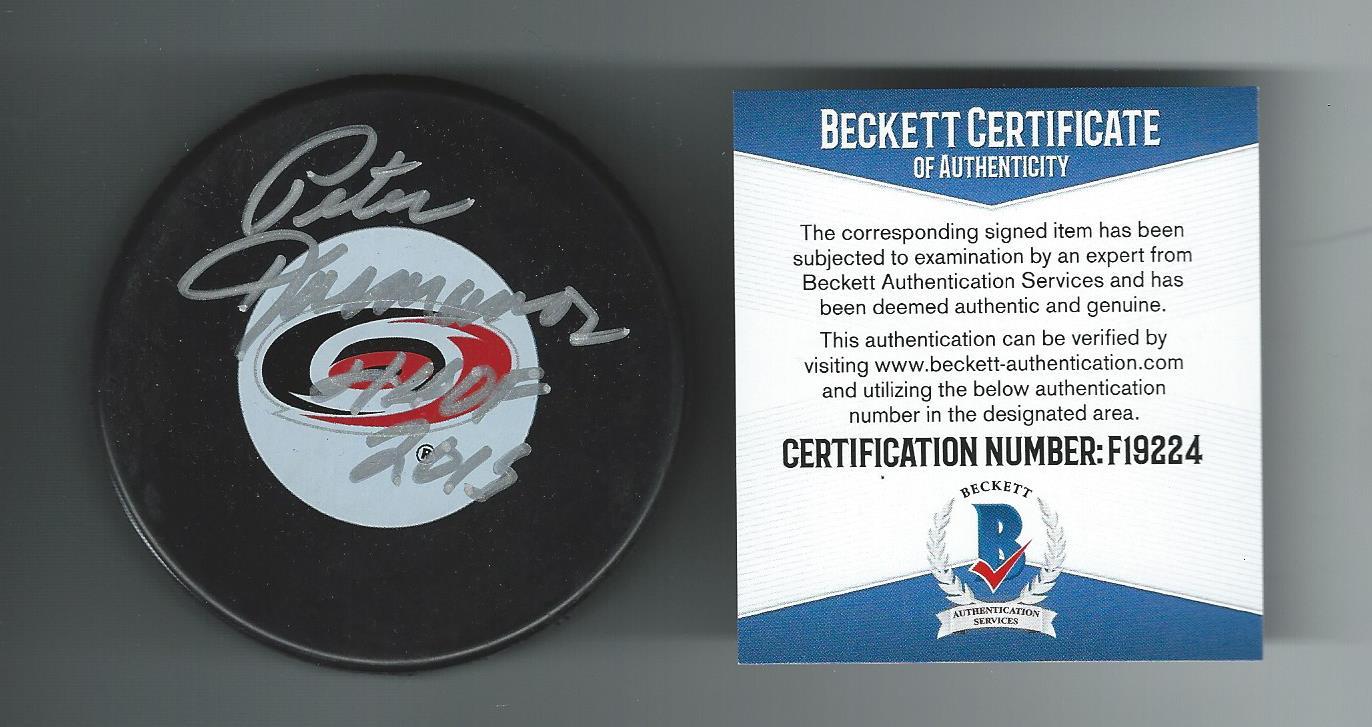 Peter
Karmanos
HHOF
2015
®
BECKETT CERTIFICATE
OF AUTHENTICITY
The corresponding signed item has been
subjected to examination by an expert from
Beckett Authentication Services and has
been deemed authentic and genuine.
This authentication can be verified by
visiting www.beckett-authentication.com
and utilizing the below authentication
number in the designated area.
CERTIFICATION NUMBER: F19224
BECKETT
B
AUTHENTICATION
SERVICES